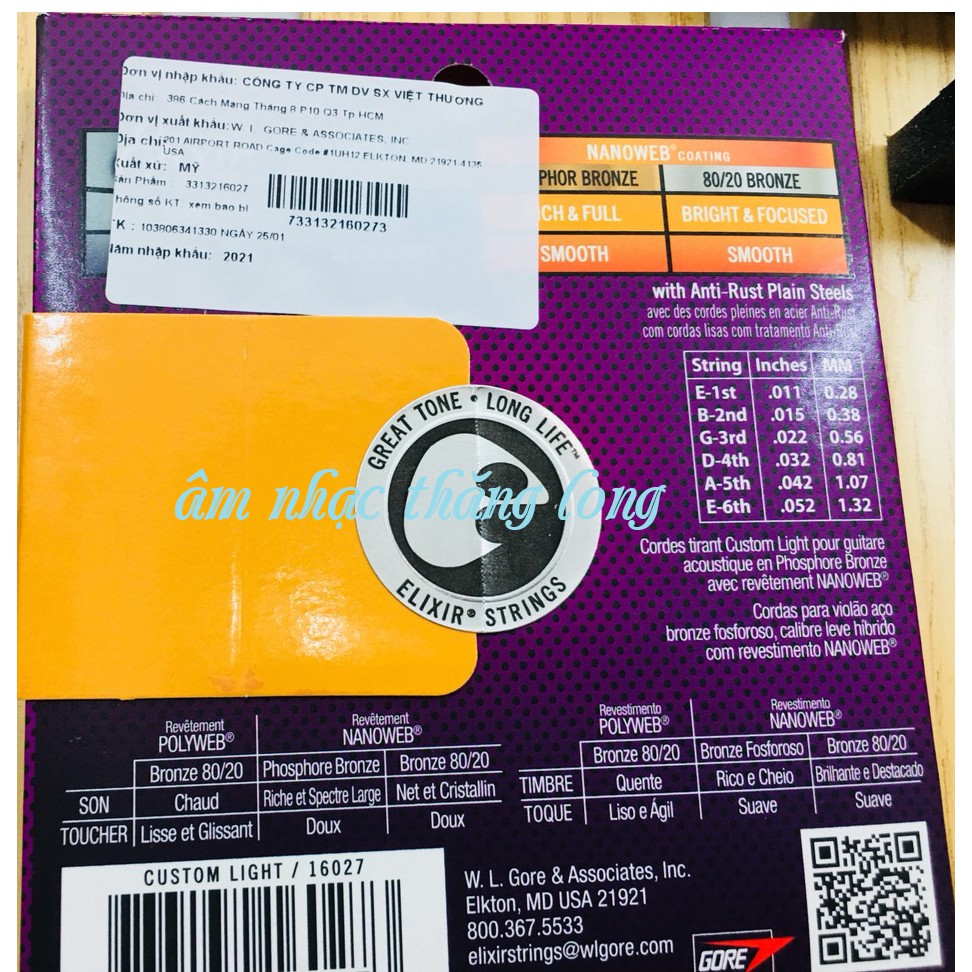 Đơn vị nhập khẩu: CÔNG TY CP TM DV SX VIỆT THƯƠNG
Địa chỉ: 386 Cách Mạng Tháng 8 P10 Q3 Tp HCM
Đơn vị xuất khẩu: W. L. GORE & ASSOCIATES, INC
Địa chỉ: 201 AIRPORT ROAD Cage Code #1UH12 ELKTON, MD 21921-4135
USA
Xuất xứ: MỸ
Sản Phẩm : 3313216027
Thông số KT: xem bao bì
733132160273
TK : 103806341330 NGÀY 25/01
Năm nhập khẩu: 2021
NANOWEB® COATING
PHOR BRONZE 80/20 BRONZE
CH & FULL BRIGHT & FOCUSED
SMOOTH SMOOTH
with Anti-Rust Plain Steels
avec des cordes pleines en acier Anti-Rust
com cordas lisas com tratamento Anti-Rust
String Inches MM
E-1st .011 0.28
B-2nd .015 0.38
G-3rd .022 0.56
D-4th .032 0.81
A-5th .042 1.07
E-6th .052 1.32
GREAT TONE • LONG LIFE™
ELIXIR® STRINGS
âm nhạc thăng long
Cordes tirant Custom Light pour guitare
acoustique en Phosphore Bronze
avec revêtement NANOWEB®
Cordas para violão aço
bronze fosforoso, calibre leve híbrido
com revestimento NANOWEB®
Revêtement POLYWEB® Revêtement NANOWEB®
Bronze 80/20 Phosphore Bronze Bronze 80/20
SON Chaud Riche et Spectre Large Net et Cristallin
TOUCHER Lisse et Glissant Doux Doux
Revestimento POLYWEB® Revestimento NANOWEB®
Bronze 80/20 Bronze Fosforoso Bronze 80/20
TIMBRE Quente Rico e Cheio Brilhante e Destacado
TOQUE Liso e Ágil Suave Suave
CUSTOM LIGHT / 16027
W. L. Gore & Associates, Inc.
Elkton, MD USA 21921
800.367.5533
elixirstrings@wlgore.com
GORE